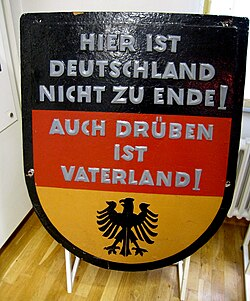 HIER IST
DEUTSCHLAND
NICHT ZU ENDE!
AUCH DRÜBEN
IST
VATERLAND!